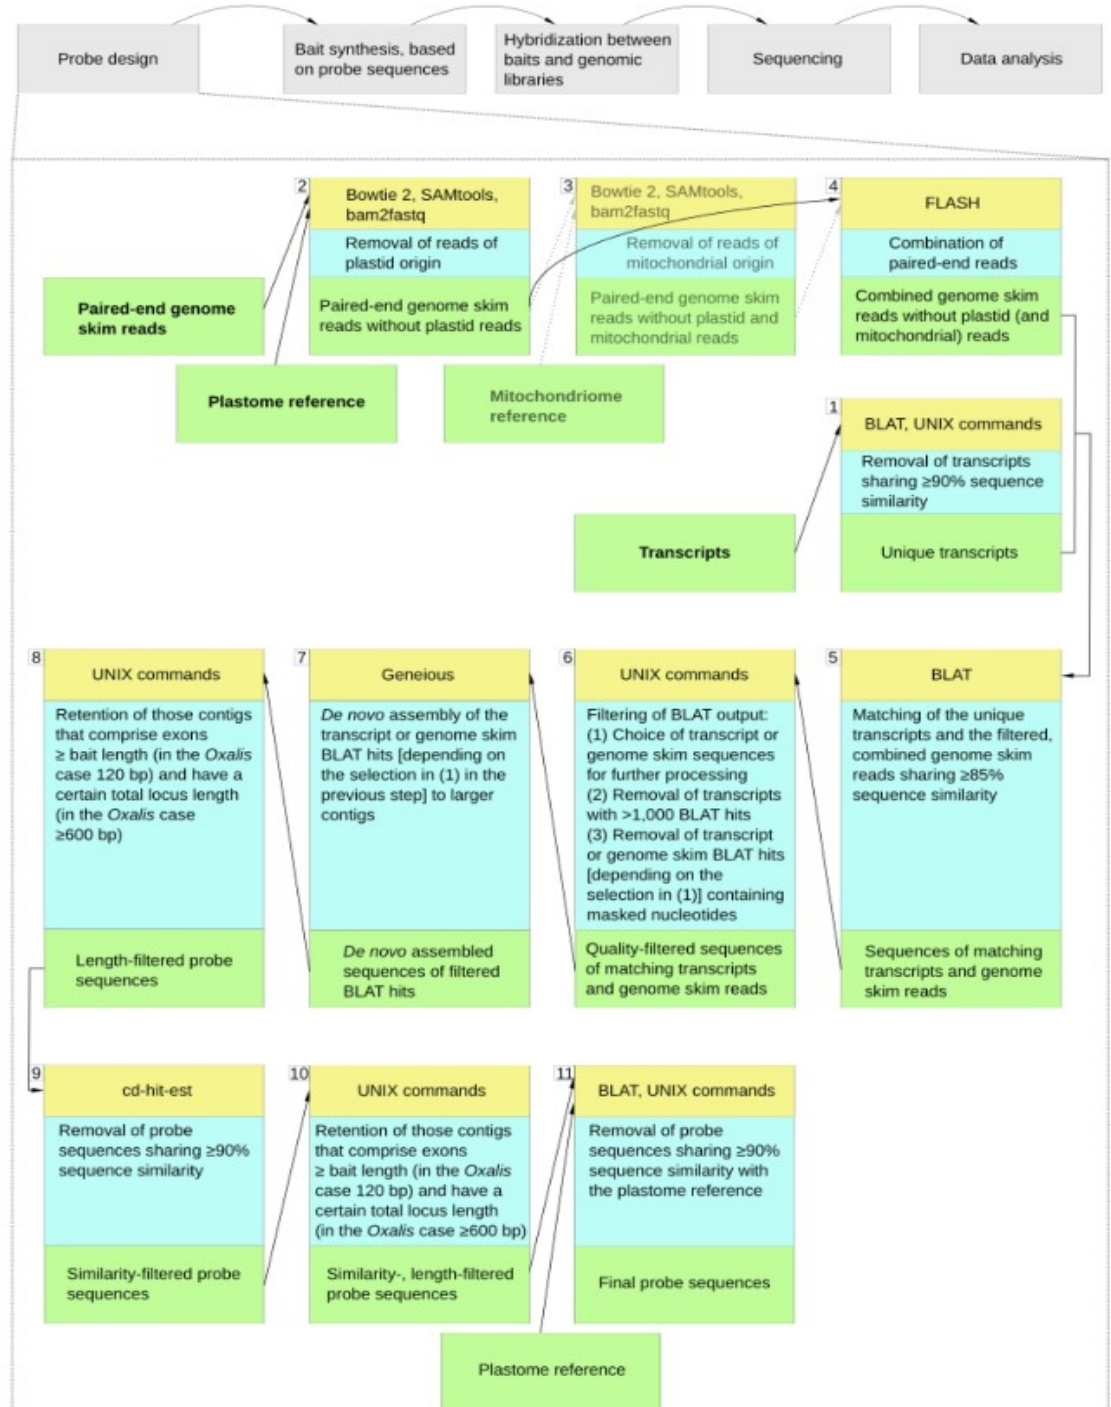 Probe design
Bait synthesis, based
on probe sequences
Hybridization between
baits and genomic
libraries
Sequencing
Data analysis
2
Bowtie 2, SAMtools,
bam2fastq
Removal of reads of
plastid origin
Paired-end genome skim
reads without plastid reads
3
Bowtie 2, SAMtools,
bam2fastq
Removal of reads of
mitochondrial origin
Paired-end genome skim
reads without plastid and
mitochondrial reads
4
FLASH
Combination of
paired-end reads
Combined genome skim
reads without plastid (and
mitochondrial) reads
Paired-end genome
skim reads
Plastome reference
Mitochondriome
reference
1
BLAT, UNIX commands
Removal of transcripts
sharing ≥90% sequence
similarity
Unique transcripts
Transcripts
8
UNIX commands
Retention of those contigs
that comprise exons
≥ bait length (in the Oxalis
case 120 bp) and have a
certain total locus length
(in the Oxalis case
≥600 bp)
Length-filtered probe
sequences
7
Geneious
De novo assembly of the
transcript or genome skim
BLAT hits [depending on
the selection in (1) in the
previous step] to larger
contigs
De novo assembled
sequences of filtered
BLAT hits
6
UNIX commands
Filtering of BLAT output:
(1) Choice of transcript or
genome skim sequences
for further processing
(2) Removal of transcripts
with >1,000 BLAT hits
(3) Removal of transcript
or genome skim BLAT hits
[depending on the
selection in (1)] containing
masked nucleotides
Quality-filtered sequences
of matching transcripts
and genome skim reads
5
BLAT
Matching of the unique
transcripts and the filtered,
combined genome skim
reads sharing ≥85%
sequence similarity
Sequences of matching
transcripts and genome
skim reads
9
cd-hit-est
Removal of probe
sequences sharing ≥90%
sequence similarity
Similarity-filtered probe
sequences
10
UNIX commands
Retention of those contigs
that comprise exons
≥ bait length (in the Oxalis
case 120 bp) and have a
certain total locus length
(in the Oxalis case ≥600 bp)
Similarity-, length-filtered
probe sequences
11
BLAT, UNIX commands
Removal of probe
sequences sharing ≥90%
sequence similarity with
the plastome reference
Final probe sequences
Plastome reference